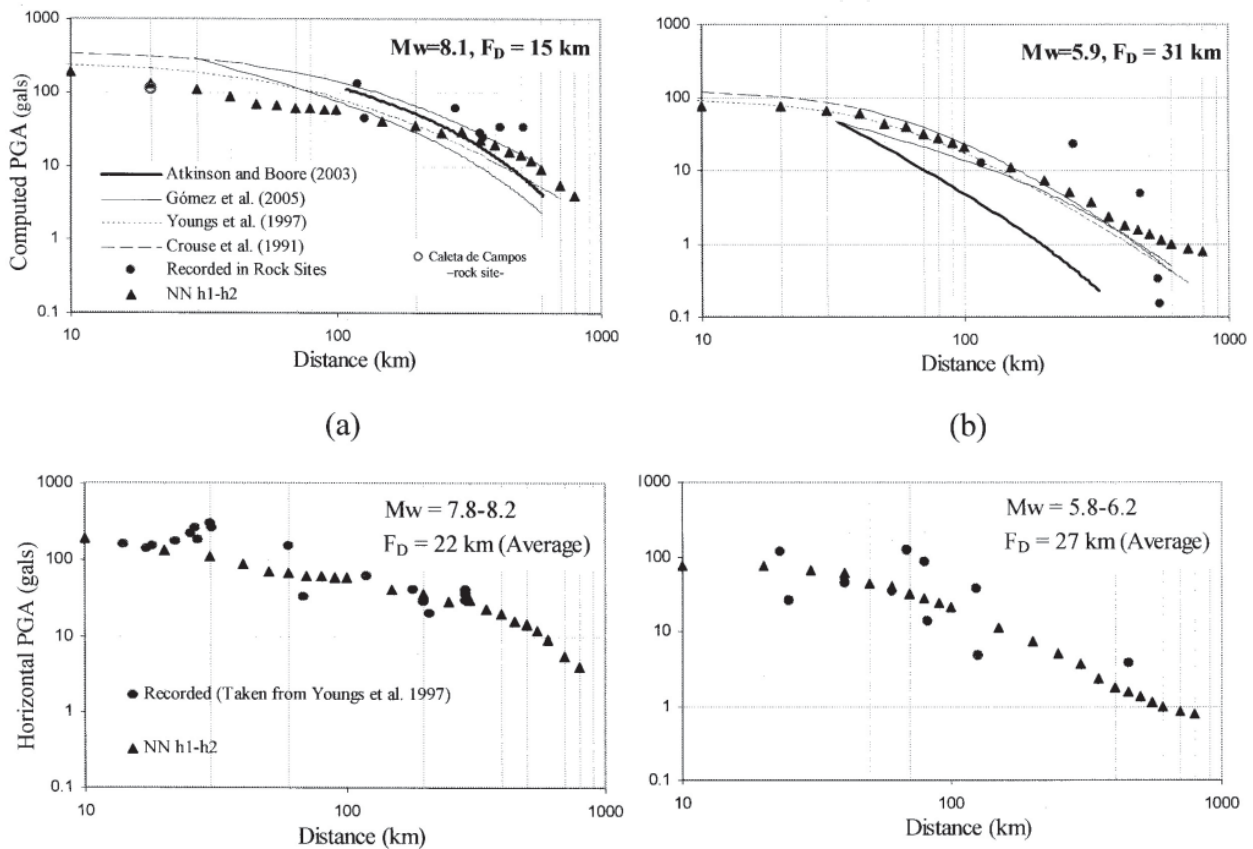 Computed PGA (gals)
1000
100
10
1
0.1
Mw=8.1, F_D = 15 km
Atkinson and Boore (2003)
Gómez et al. (2005)
Youngs et al. (1997)
Crouse et al. (1991)
Recorded in Rock Sites
NN h1-h2
Caleta de Campos
–rock site-
10
100
1000
Distance (km)
(a)
1000
100
10
1
0.1
Mw=5.9, F_D = 31 km
10
100
1000
Distance (km)
(b)
Horizontal PGA (gals)
1000
100
10
1
0.1
Mw = 7.8-8.2
F_D = 22 km (Average)
Recorded (Taken from Youngs et al. 1997)
NN h1-h2
10
100
1000
Distance (km)
1000
100
10
1
0.1
Mw = 5.8-6.2
F_D = 27 km (Average)
10
100
1000
Distance (km)